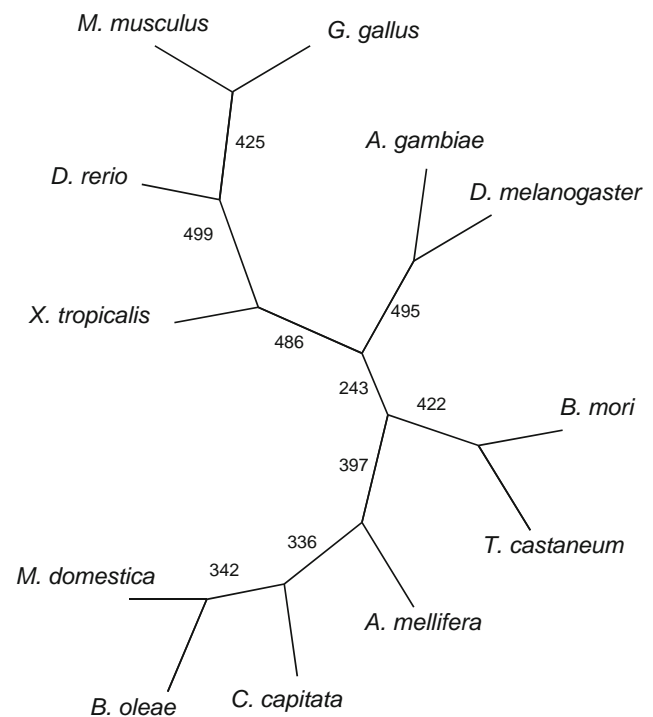 M. musculus
G. gallus
425
A. gambiae
D. rerio
D. melanogaster
499
X. tropicalis
495
486
243
422
B. mori
397
336
T. castaneum
342
M. domestica
A. mellifera
C. capitata
B. oleae